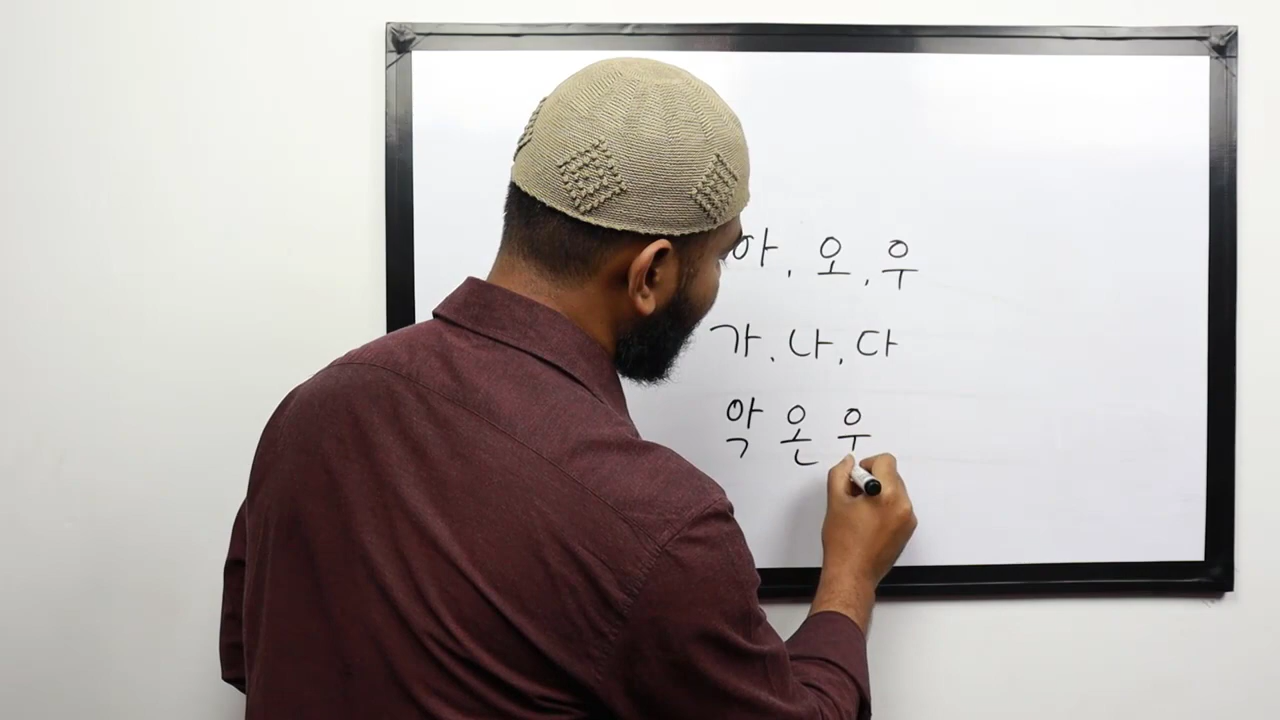 아, 오, 우
가, 나, 다
악 온 우